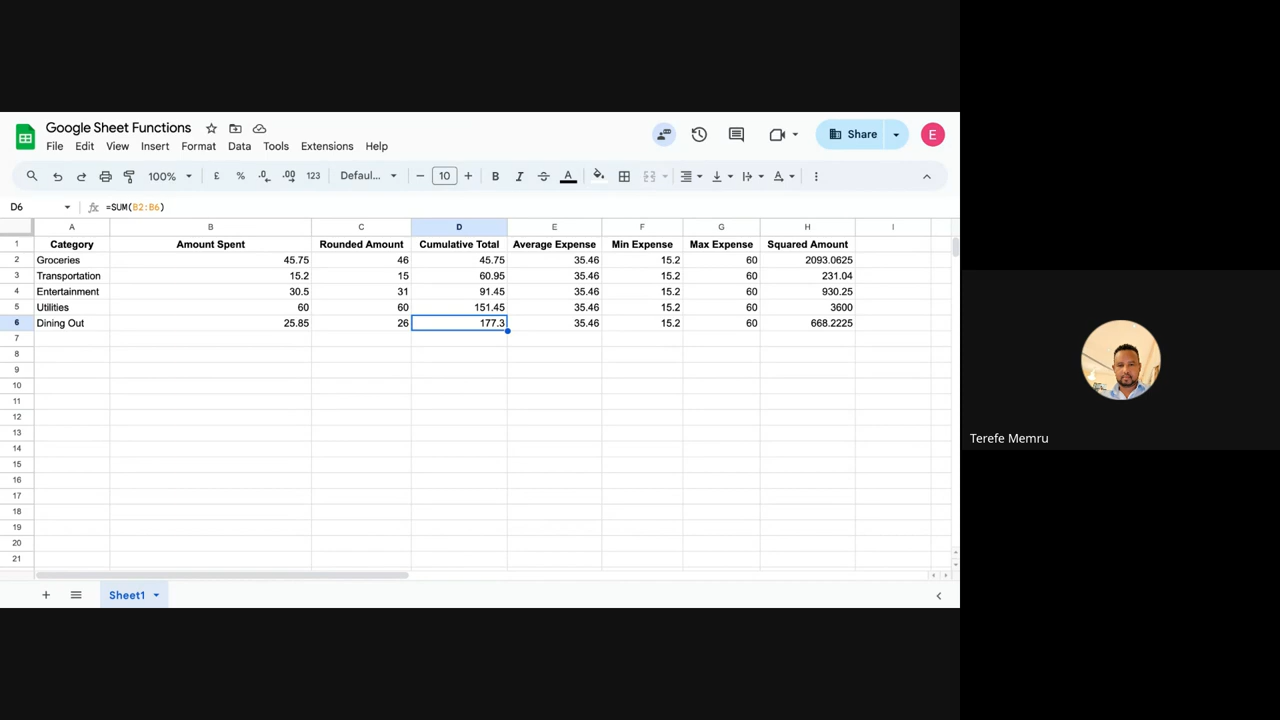 Google Sheet Functions
File Edit View Insert Format Data Tools Extensions Help
Share
E
100% £ % .0 .00 123 Defaul... − 10 + B I A
D6 fx =SUM(B2:B6)
A B C D E F G H I
1 Category Amount Spent Rounded Amount Cumulative Total Average Expense Min Expense Max Expense Squared Amount
2 Groceries 45.75 46 45.75 35.46 15.2 60 2093.0625
3 Transportation 15.2 15 60.95 35.46 15.2 60 231.04
4 Entertainment 30.5 31 91.45 35.46 15.2 60 930.25
5 Utilities 60 60 151.45 35.46 15.2 60 3600
6 Dining Out 25.85 26 177.3 35.46 15.2 60 668.2225
7
8
9
10
11
12
13
14
15
16
17
18
19
20
21
Sheet1
Terefe Memru